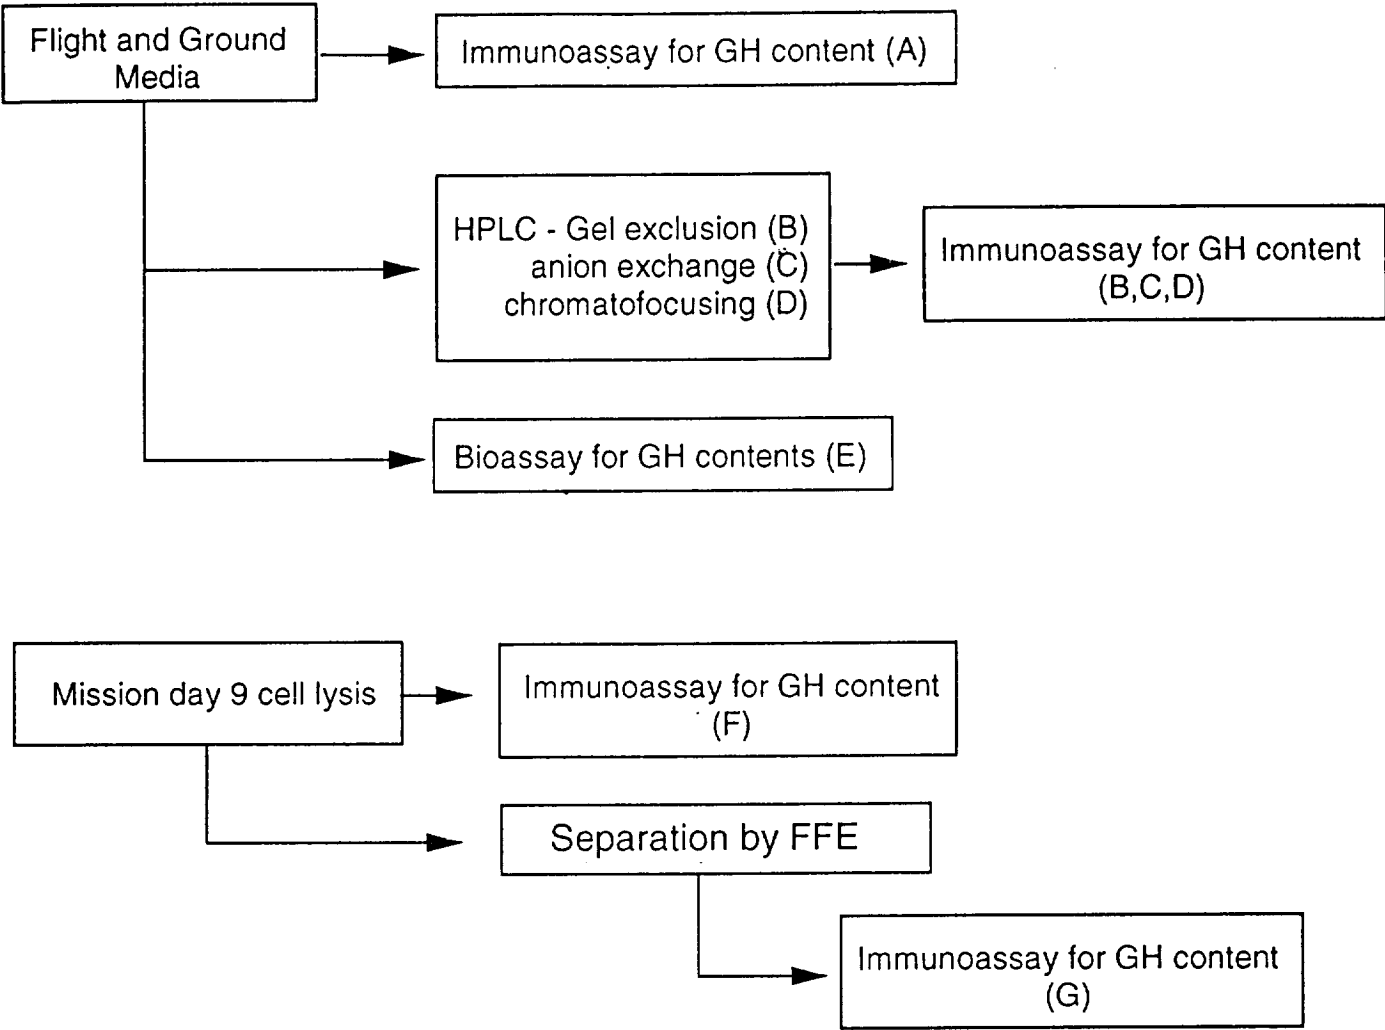 Flight and Ground
Media
Immunoassay for GH content (A)
HPLC - Gel exclusion (B)
anion exchange (C)
chromatofocusing (D)
Immunoassay for GH content
(B,C,D)
Bioassay for GH contents (E)
Mission day 9 cell lysis
Immunoassay for GH content
(F)
Separation by FFE
Immunoassay for GH content
(G)